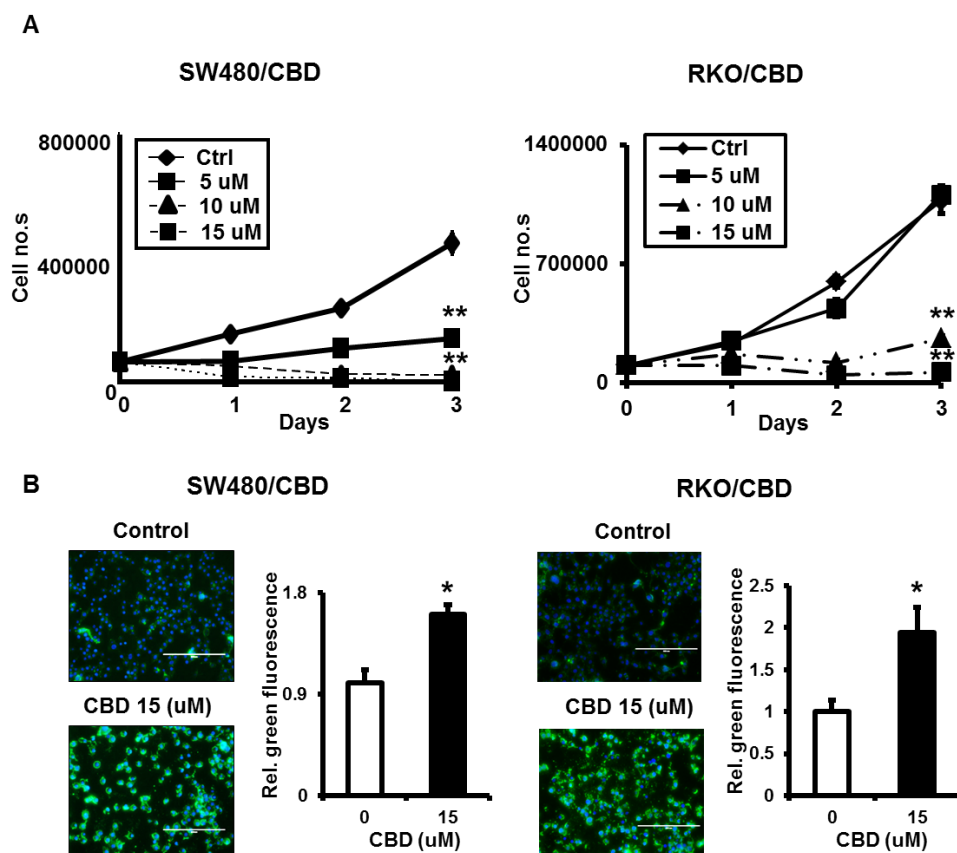 A
SW480/CBD
800000
400000
0
Cell no.s
Ctrl
5 uM
10 uM
15 uM
**
**
0 1 2 3
Days
RKO/CBD
1400000
700000
0
Cell no.s
Ctrl
5 uM
10 uM
15 uM
**
**
0 1 2 3
Days
B
SW480/CBD
Control
CBD 15 (uM)
Rel. green fluorescence
1.8
0.9
0
*
0 15
CBD (uM)
RKO/CBD
Control
CBD 15 (uM)
Rel. green fluorescence
2.5
2
1.5
1
0.5
0
*
0 15
CBD (uM)